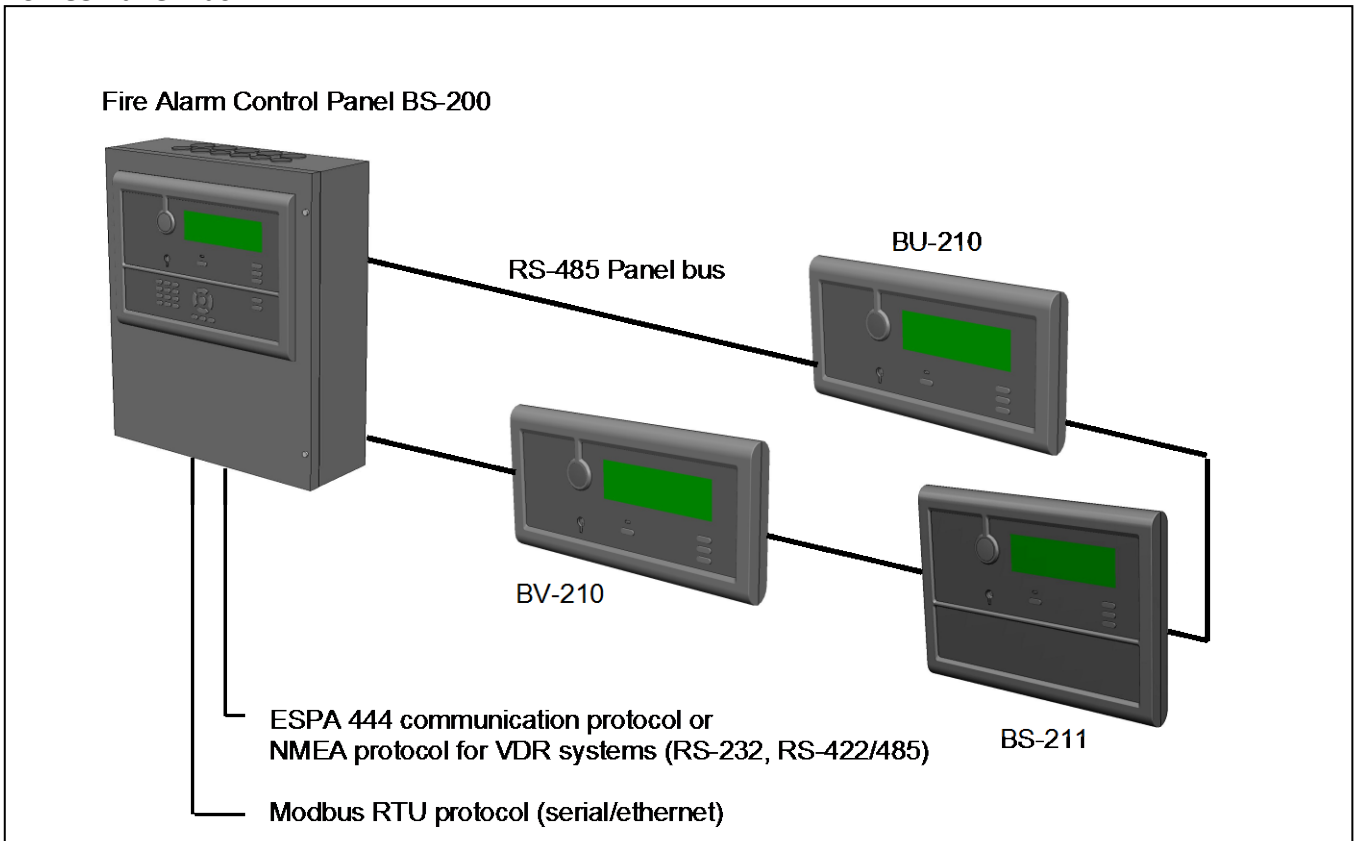 Fire Alarm Control Panel BS-200
BU-210
RS-485 Panel bus
BV-210
BS-211
ESPA 444 communication protocol or
NMEA protocol for VDR systems (RS-232, RS-422/485)
Modbus RTU protocol (serial/ethernet)